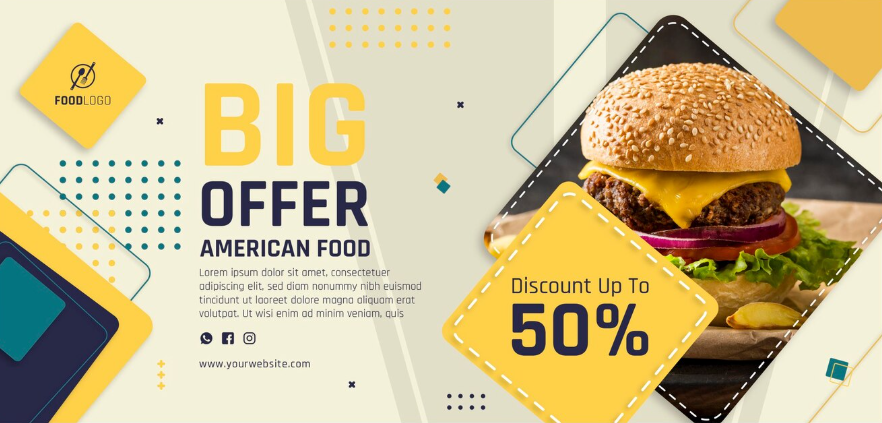 FOODLOGO
BIG
OFFER
AMERICAN FOOD
Lorem ipsum dolor sit amet, consectetuer
adipiscing elit, sed diam nonummy nibh euismod
tincidunt ut laoreet dolore magna aliquam erat
volutpat. Ut wisi enim ad minim veniam, quis
www.yourwebsite.com
Discount Up To
50%